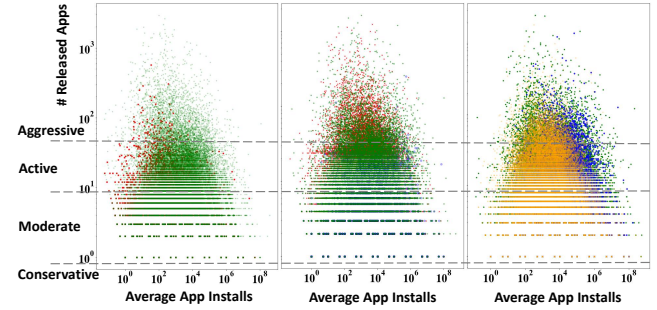 # Released Apps
10³
Aggressive
10²
Active
10¹
Moderate
10⁰
Conservative
10⁰ 10² 10⁴ 10⁶ 10⁸
10⁰ 10² 10⁴ 10⁶ 10⁸
10⁰ 10² 10⁴ 10⁶ 10⁸
Average App Installs
Average App Installs
Average App Installs